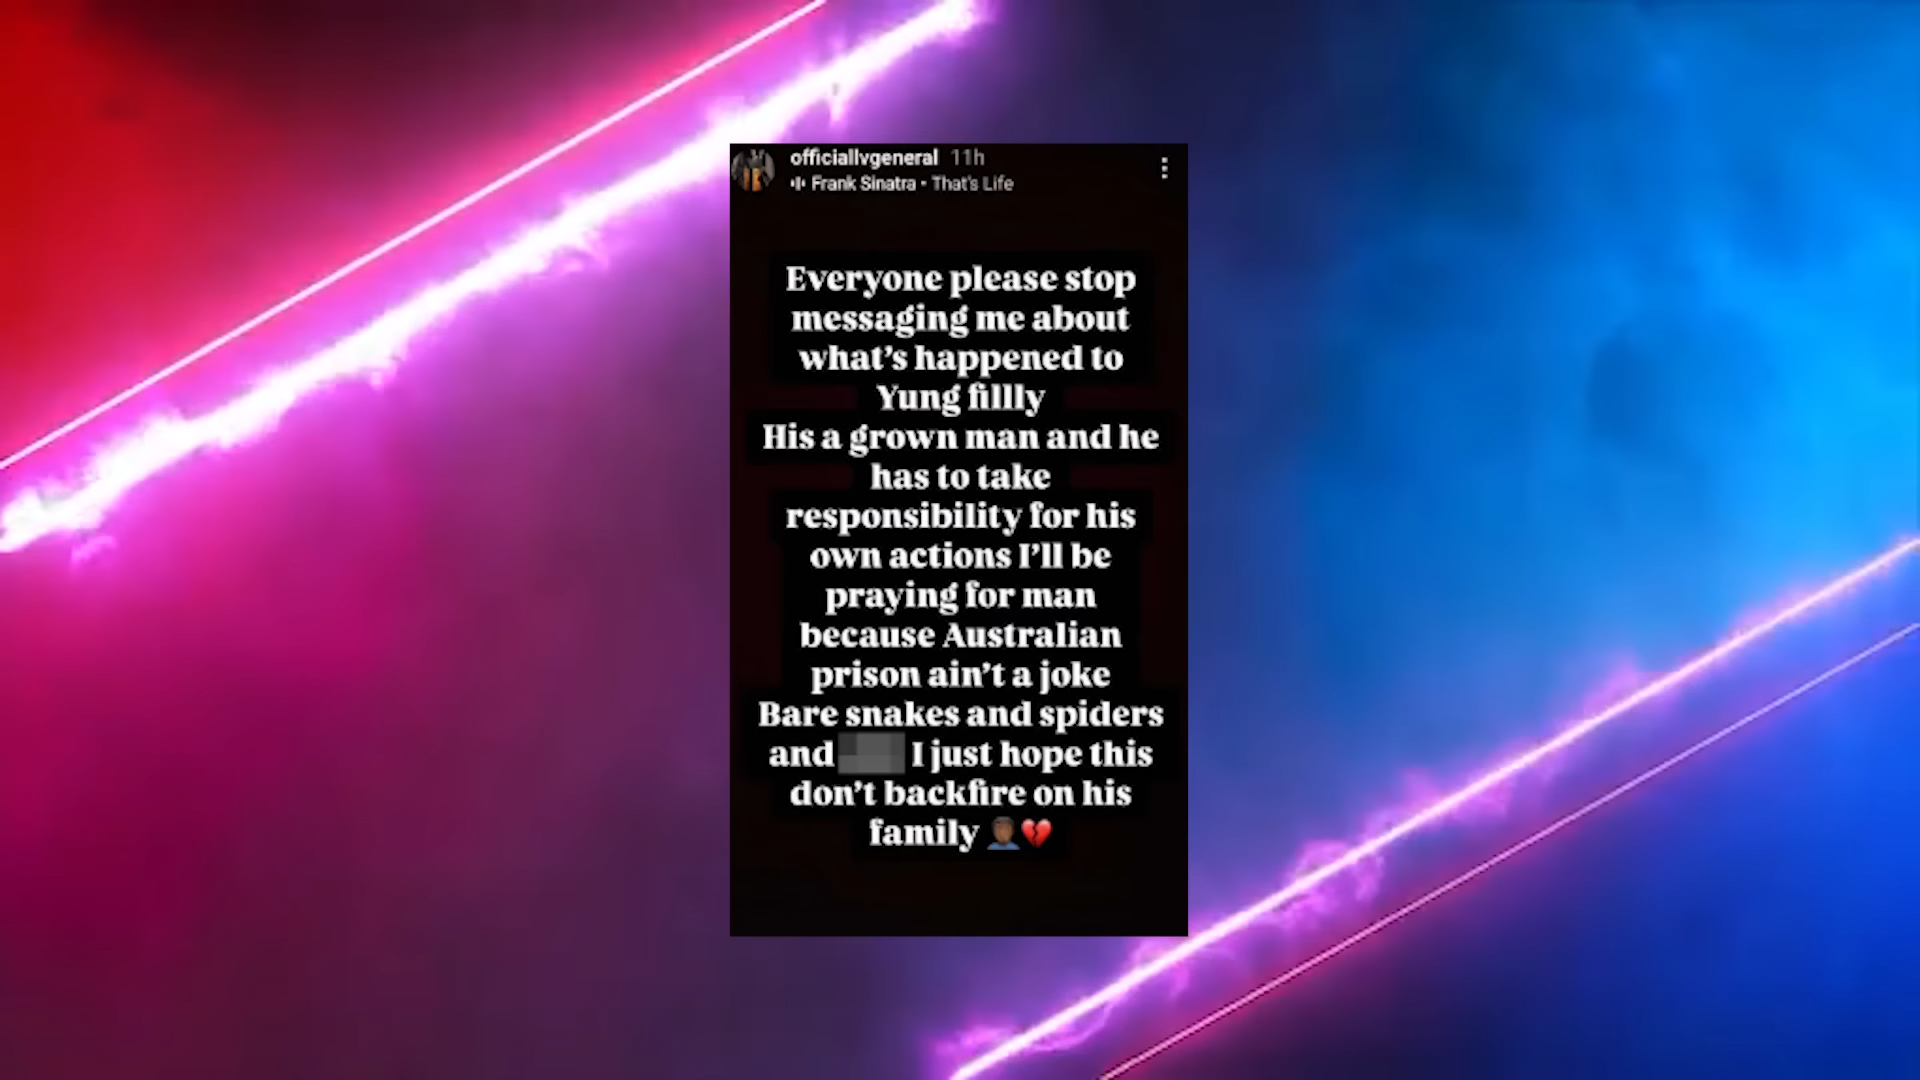 officiallvgeneral 11h
Frank Sinatra • That's Life
Everyone please stop
messaging me about
what's happened to
Yung fillly
His a grown man and he
has to take
responsibility for his
own actions I'll be
praying for man
because Australian
prison ain't a joke
Bare snakes and spiders
and I just hope this
don't backfire on his
family